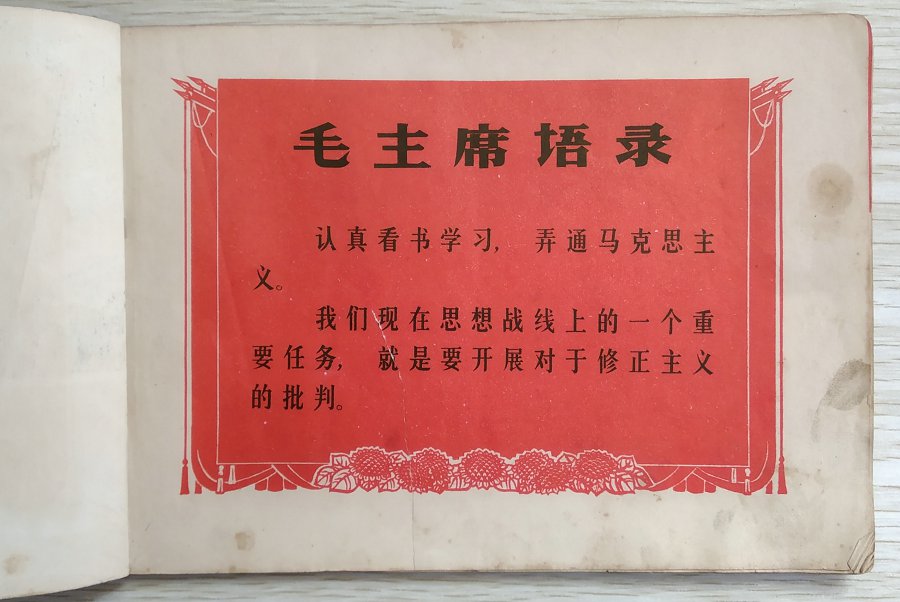 毛主席语录
认真看书学习，弄通马克思主
义。
我们现在思想战线上的一个重
要任务，就是要开展对于修正主义
的批判。